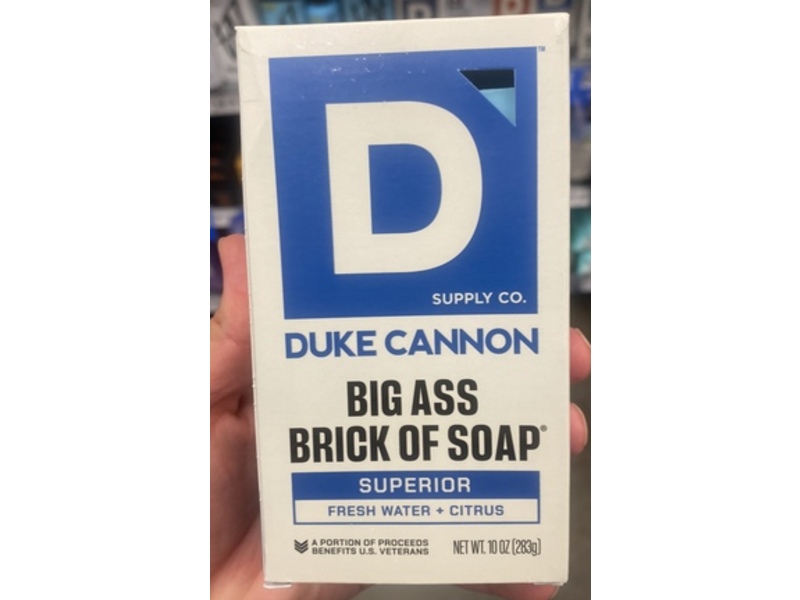 D
™
SUPPLY CO.
DUKE CANNON
BIG ASS
BRICK OF SOAP®
SUPERIOR
FRESH WATER + CITRUS
A PORTION OF PROCEEDS
BENEFITS U.S. VETERANS
NET WT. 10 OZ (283g)